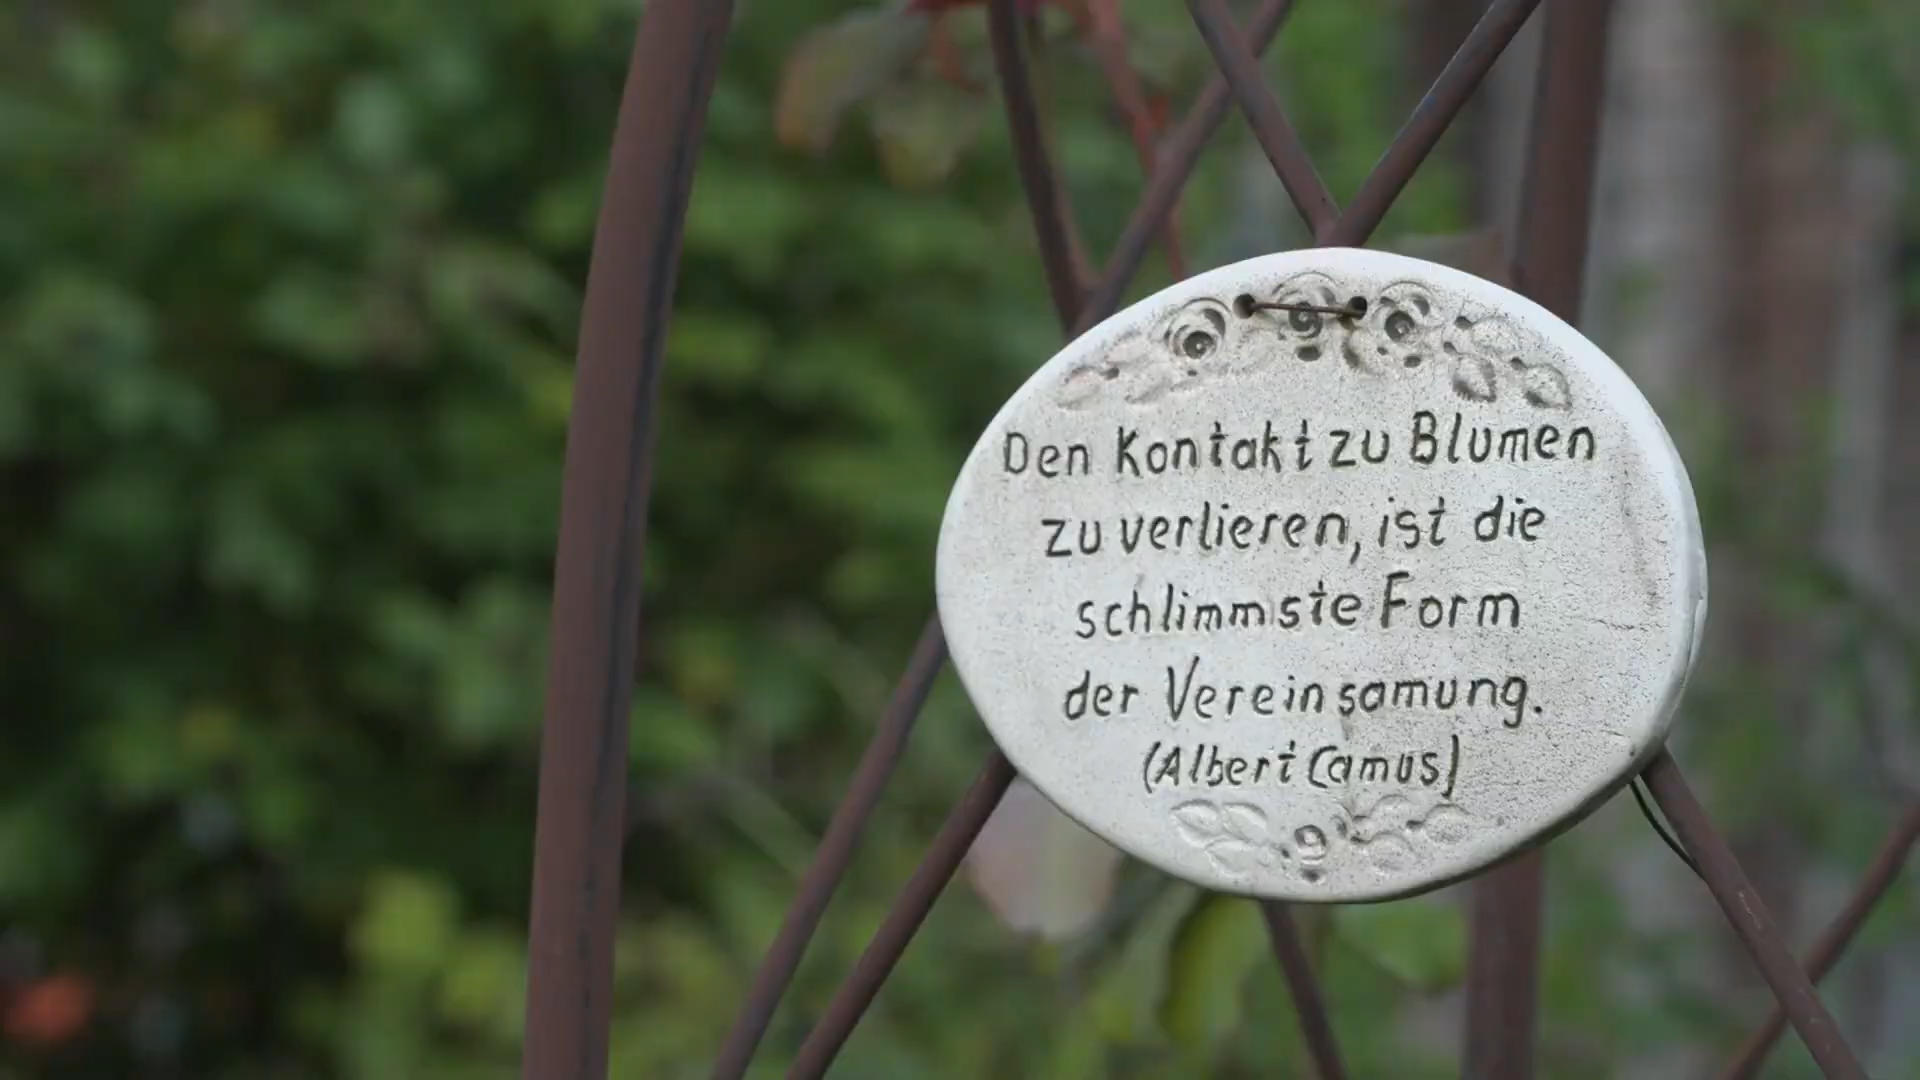 Den Kontakt zu Blumen
zu verlieren, ist die
schlimmste Form
der Vereinsamung.
(Albert Camus)